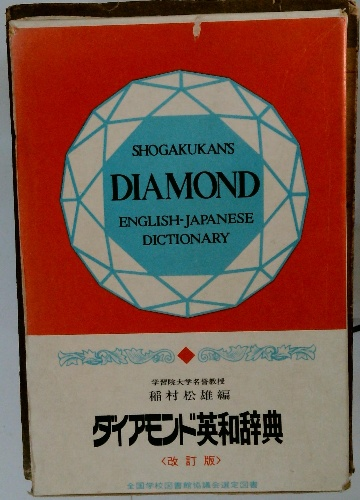 SHOGAKUKAN'S
DIAMOND
ENGLISH-JAPANESE
DICTIONARY
学習院大学名誉教授
稲村松雄編
ダイアモンド英和辞典
〈改訂版〉
全国学校図書館協議会選定図書